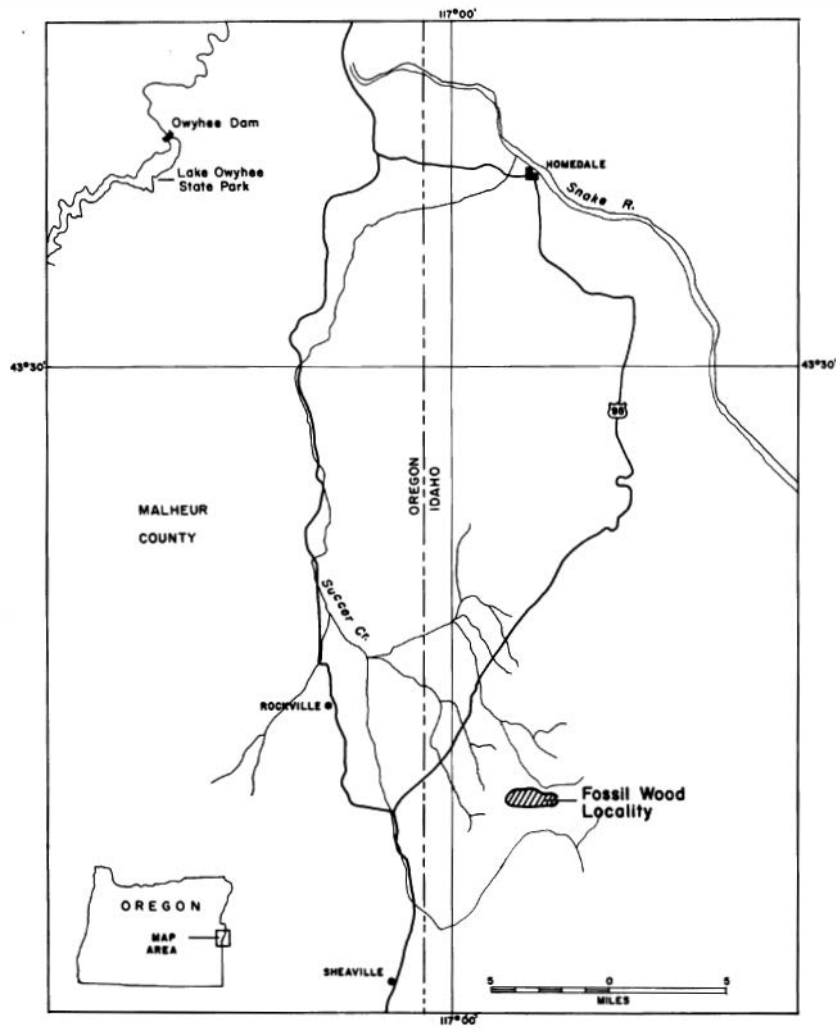 117°00'
Owyhee Dam
Lake Owyhee
State Park
HOMEDALE
Snake R.
43°30'
43°30'
95
OREGON
IDAHO
MALHEUR
COUNTY
Succer Cr.
ROCKVILLE
Fossil Wood
Locality
OREGON
MAP
AREA
SHEAVILLE
5 0 5
MILES
117°00'